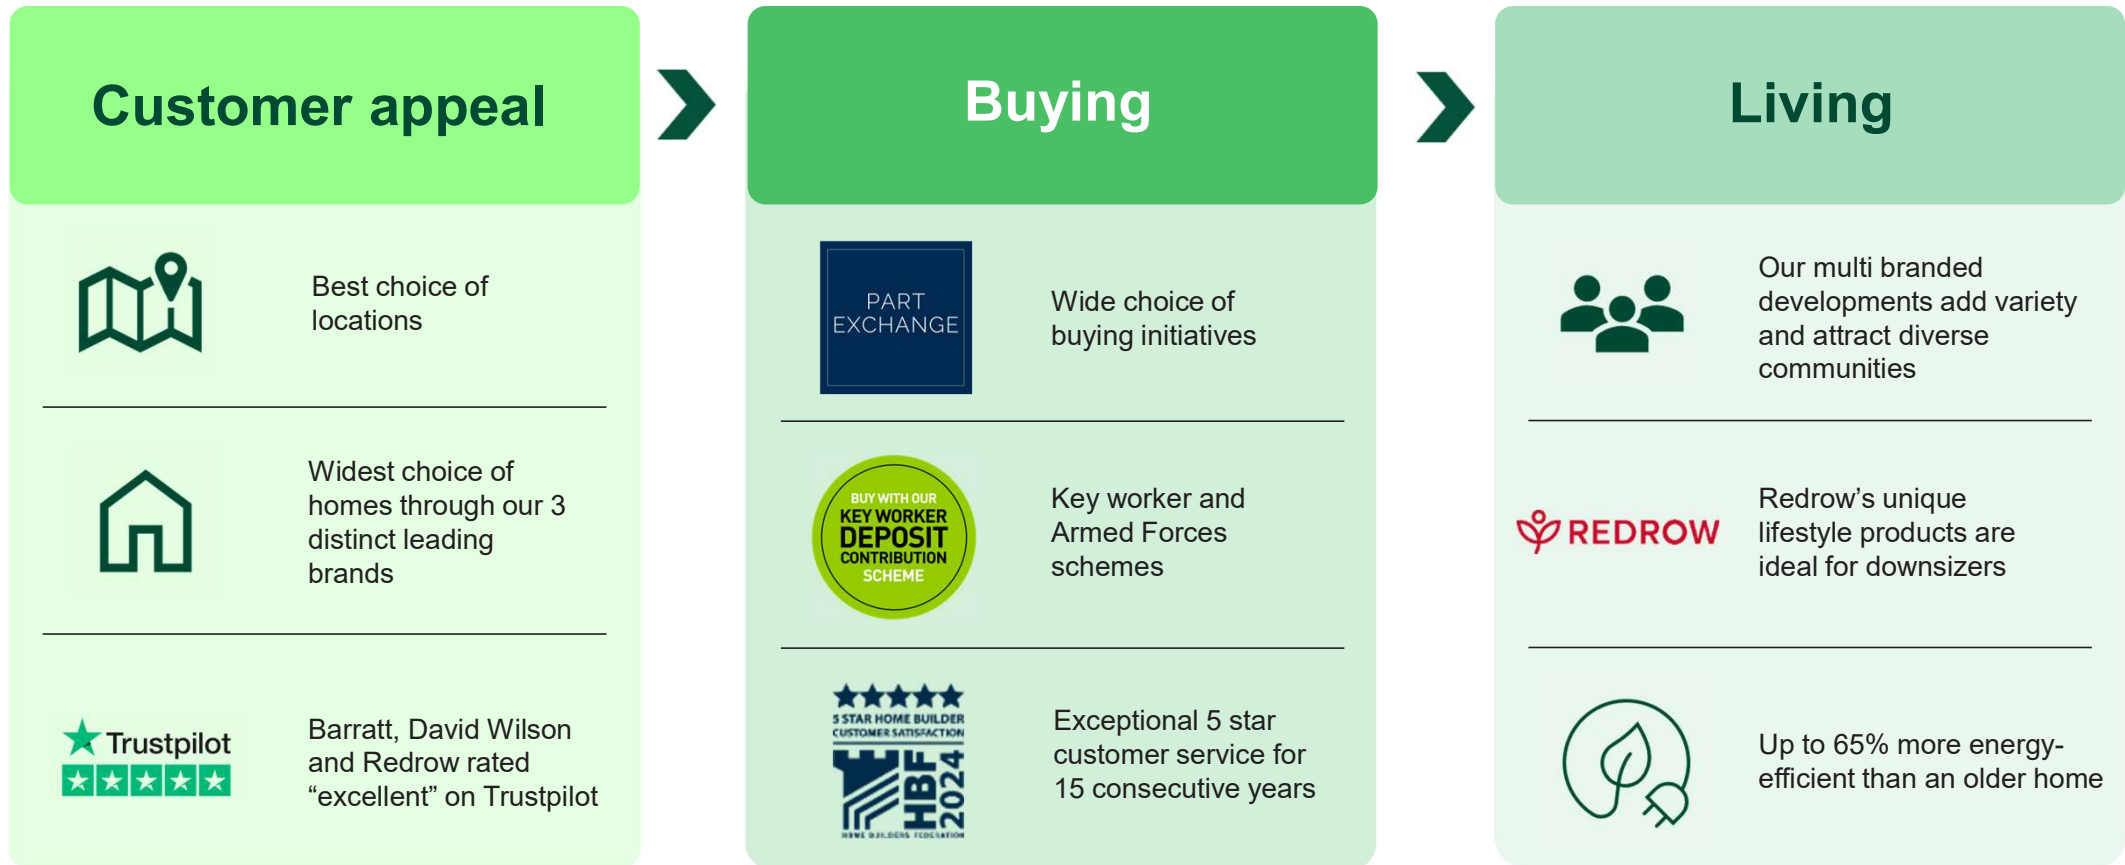 Customer appeal
Best choice of
locations
Widest choice of
homes through our 3
distinct leading
brands
Trustpilot
Barratt, David Wilson
and Redrow rated
“excellent” on Trustpilot
Buying
PART
EXCHANGE
Wide choice of
buying initiatives
BUY WITH OUR
KEY WORKER
DEPOSIT
CONTRIBUTION
SCHEME
Key worker and
Armed Forces
schemes
5 STAR HOME BUILDER
CUSTOMER SATISFACTION
HBF
2024
HOME BUILDERS FEDERATION
Exceptional 5 star
customer service for
15 consecutive years
Living
Our multi branded
developments add variety
and attract diverse
communities
REDROW
Redrow’s unique
lifestyle products are
ideal for downsizers
Up to 65% more energy-
efficient than an older home